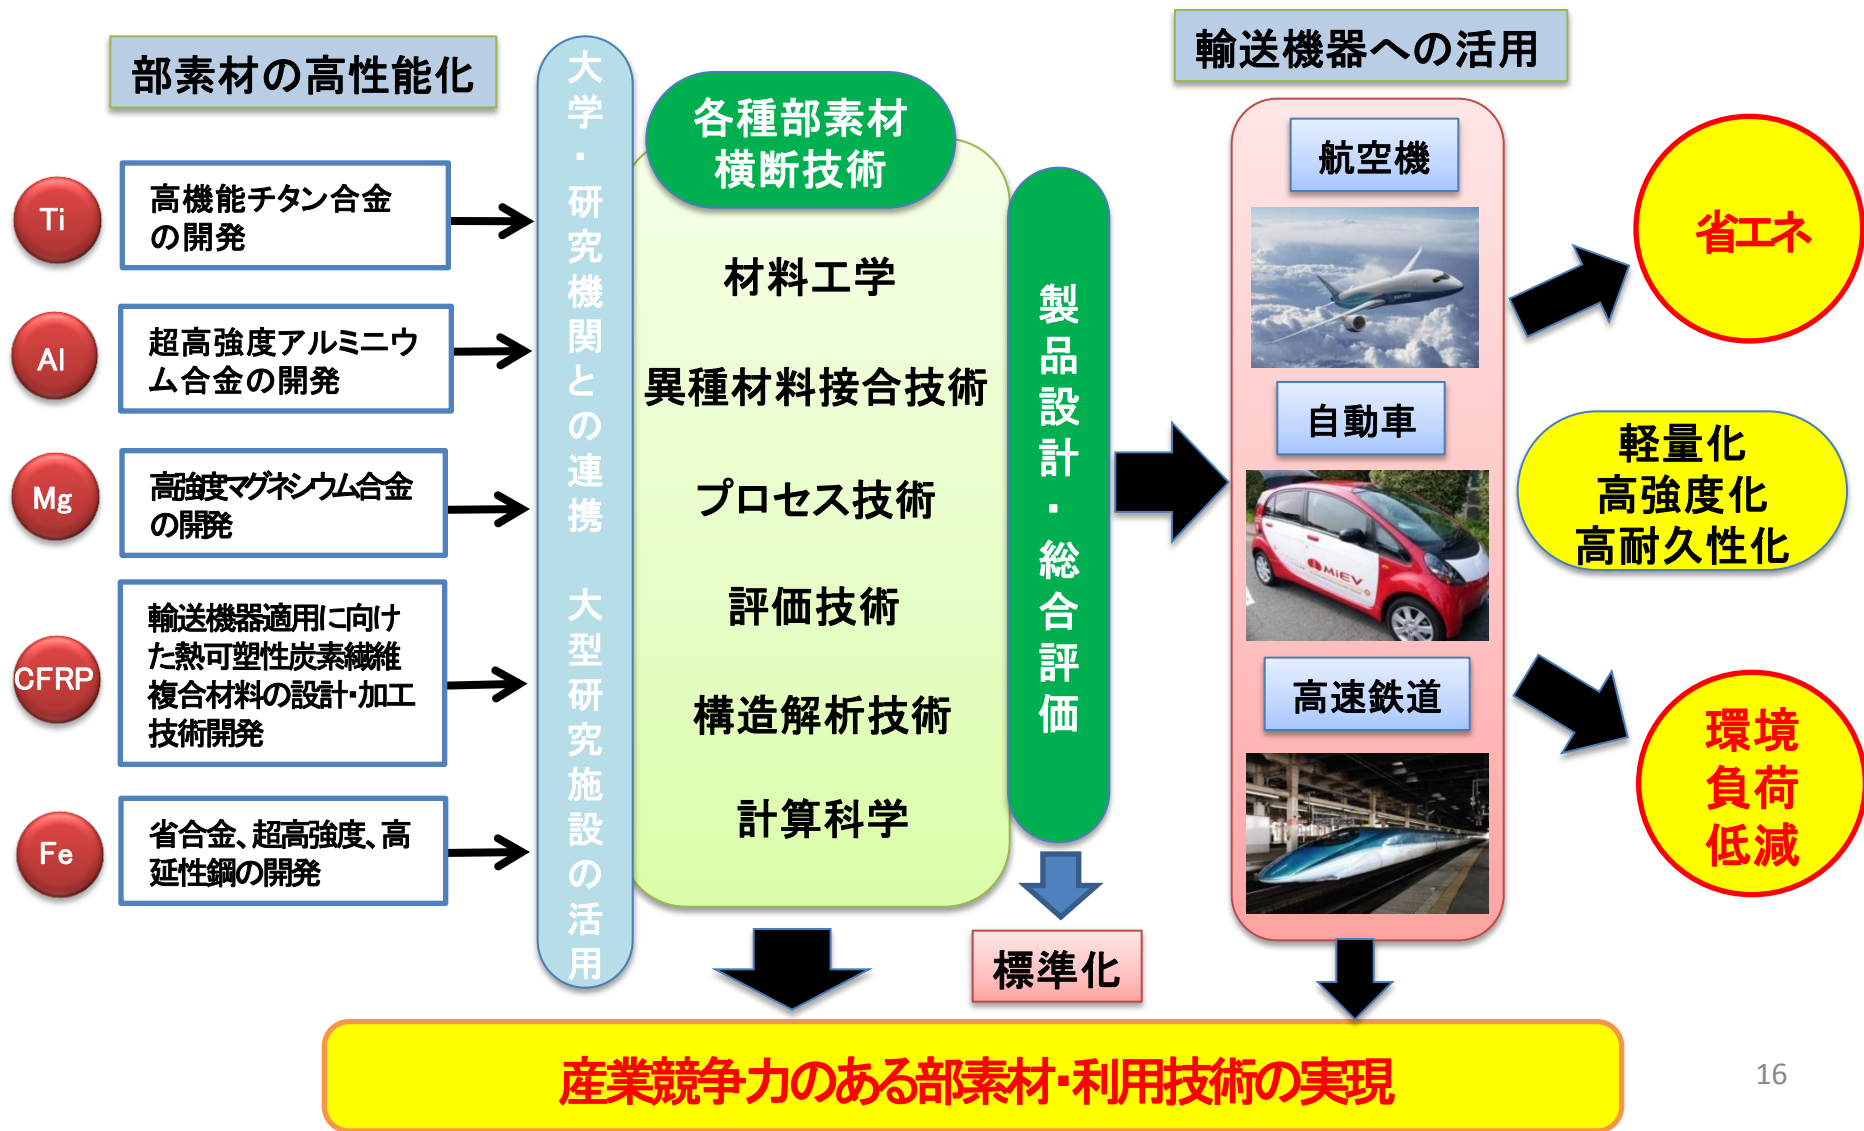 部素材の高性能化
Ti
高機能チタン合金
の開発
Al
超高強度アルミニウ
ム合金の開発
Mg
高強度マグネシウム合金
の開発
CFRP
輸送機器適用に向け
た熱可塑性炭素繊維
複合材料の設計・加工
技術開発
Fe
省合金、超高強度、高
延性鋼の開発
大学・研究機関との連携 大型研究施設の活用
各種部素材
横断技術
材料工学
異種材料接合技術
プロセス技術
評価技術
構造解析技術
計算科学
製品設計・総合評価
標準化
輸送機器への活用
航空機
自動車
MiEV
高速鉄道
省エネ
軽量化
高強度化
高耐久性化
環境
負荷
低減
産業競争力のある部素材・利用技術の実現
16